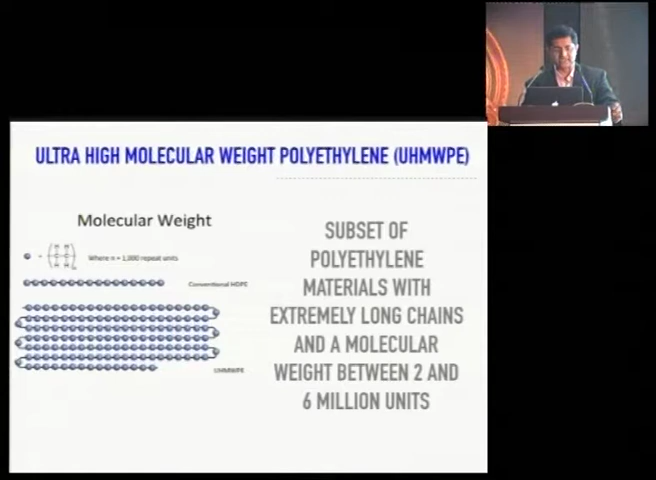 ULTRA HIGH MOLECULAR WEIGHT POLYETHYLENE (UHMWPE)
Molecular Weight
Where n = 1,000 repeat units
Conventional HDPE
UHMWPE
SUBSET OF
POLYETHYLENE
MATERIALS WITH
EXTREMELY LONG CHAINS
AND A MOLECULAR
WEIGHT BETWEEN 2 AND
6 MILLION UNITS